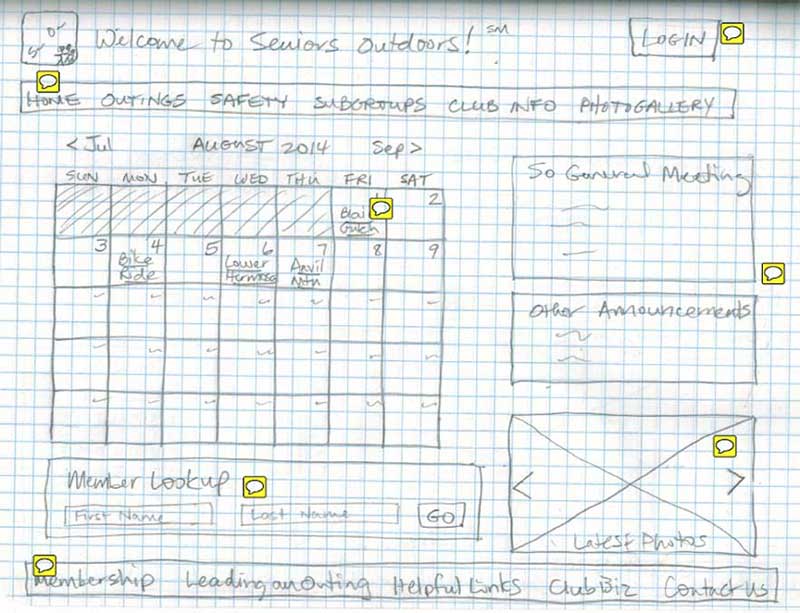 Welcome to Seniors Outdoors! SM
LOGIN
HOME OUTINGS SAFETY SUBGROUPS CLUB INFO PHOTOGALLERY
< Jul AUGUST 2014 Sep >
SUN MON TUE WED THU FRI SAT
2
Gulch
3 4 5 6 7 8 9
Bike Ride
Lower Hermosa
Anvil Mtn
SO General Meeting
Other Announcements
Member Lookup
First Name Last Name GO
< >
Latest Photos
Membership Leading an Outing Helpful Links Club Biz Contact Us